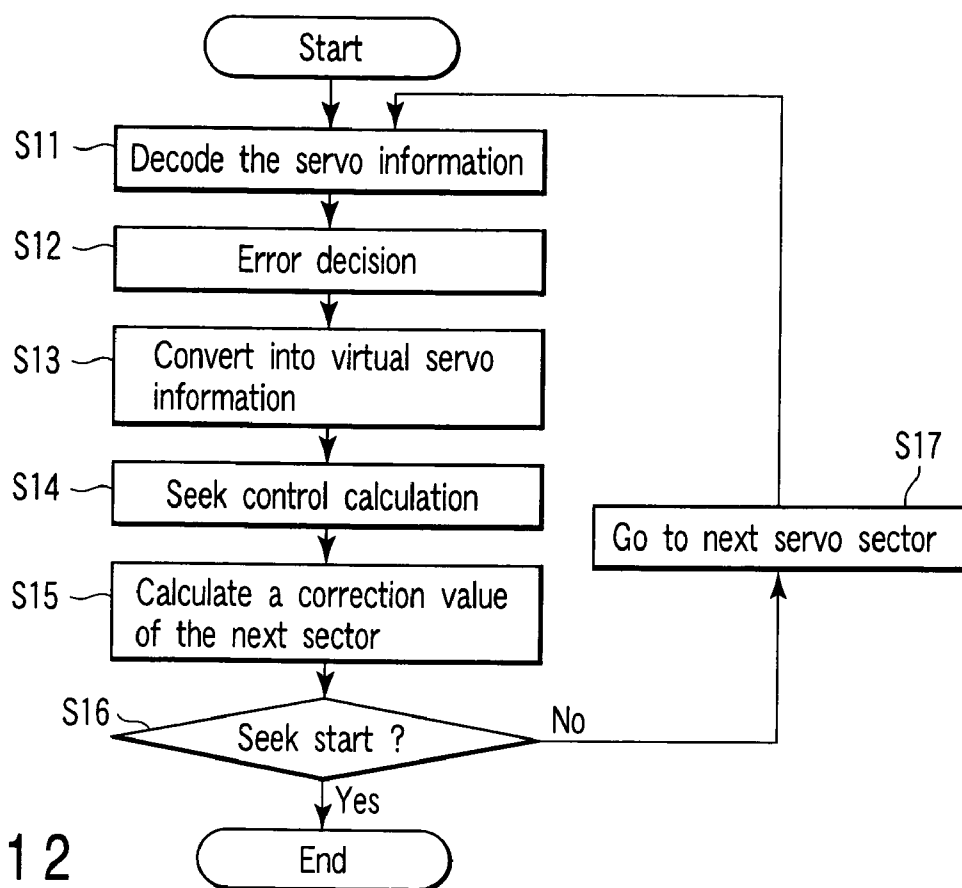 Start
S11
Decode the servo information
S12
Error decision
S13
Convert into virtual servo
information
S14
Seek control calculation
S17
Go to next servo sector
S15
Calculate a correction value
of the next sector
S16
Seek start ?
No
Yes
End
12